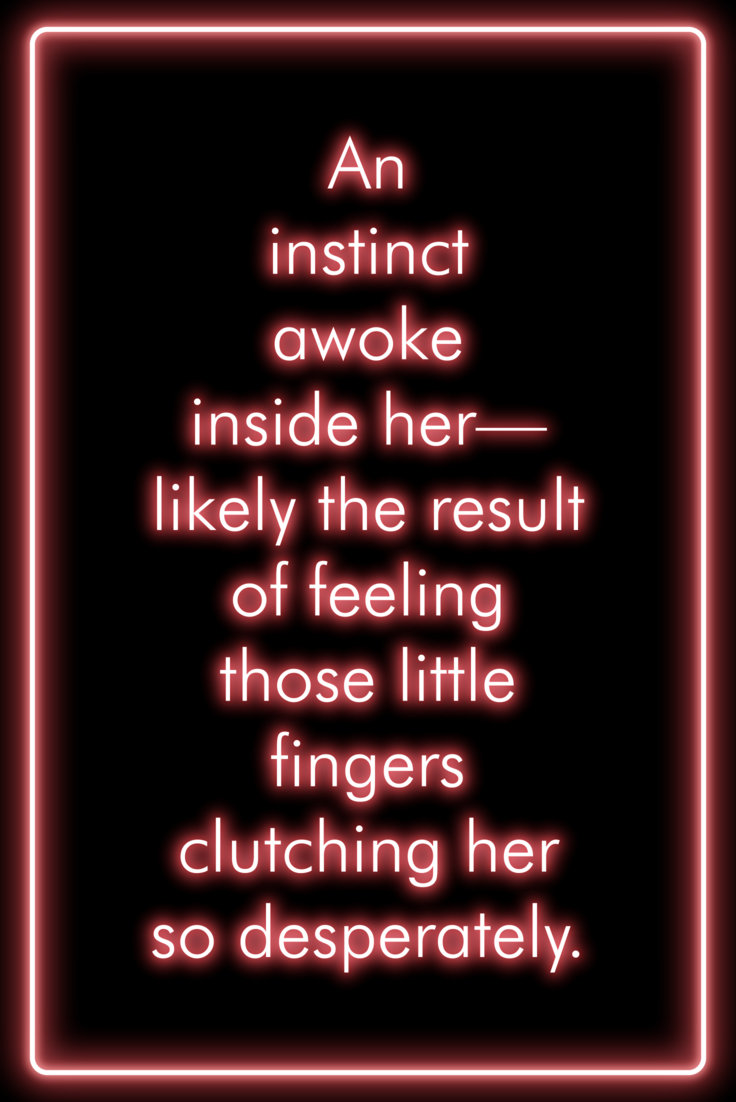 An
instinct
awoke
inside her—
likely the result
of feeling
those little
fingers
clutching her
so desperately.